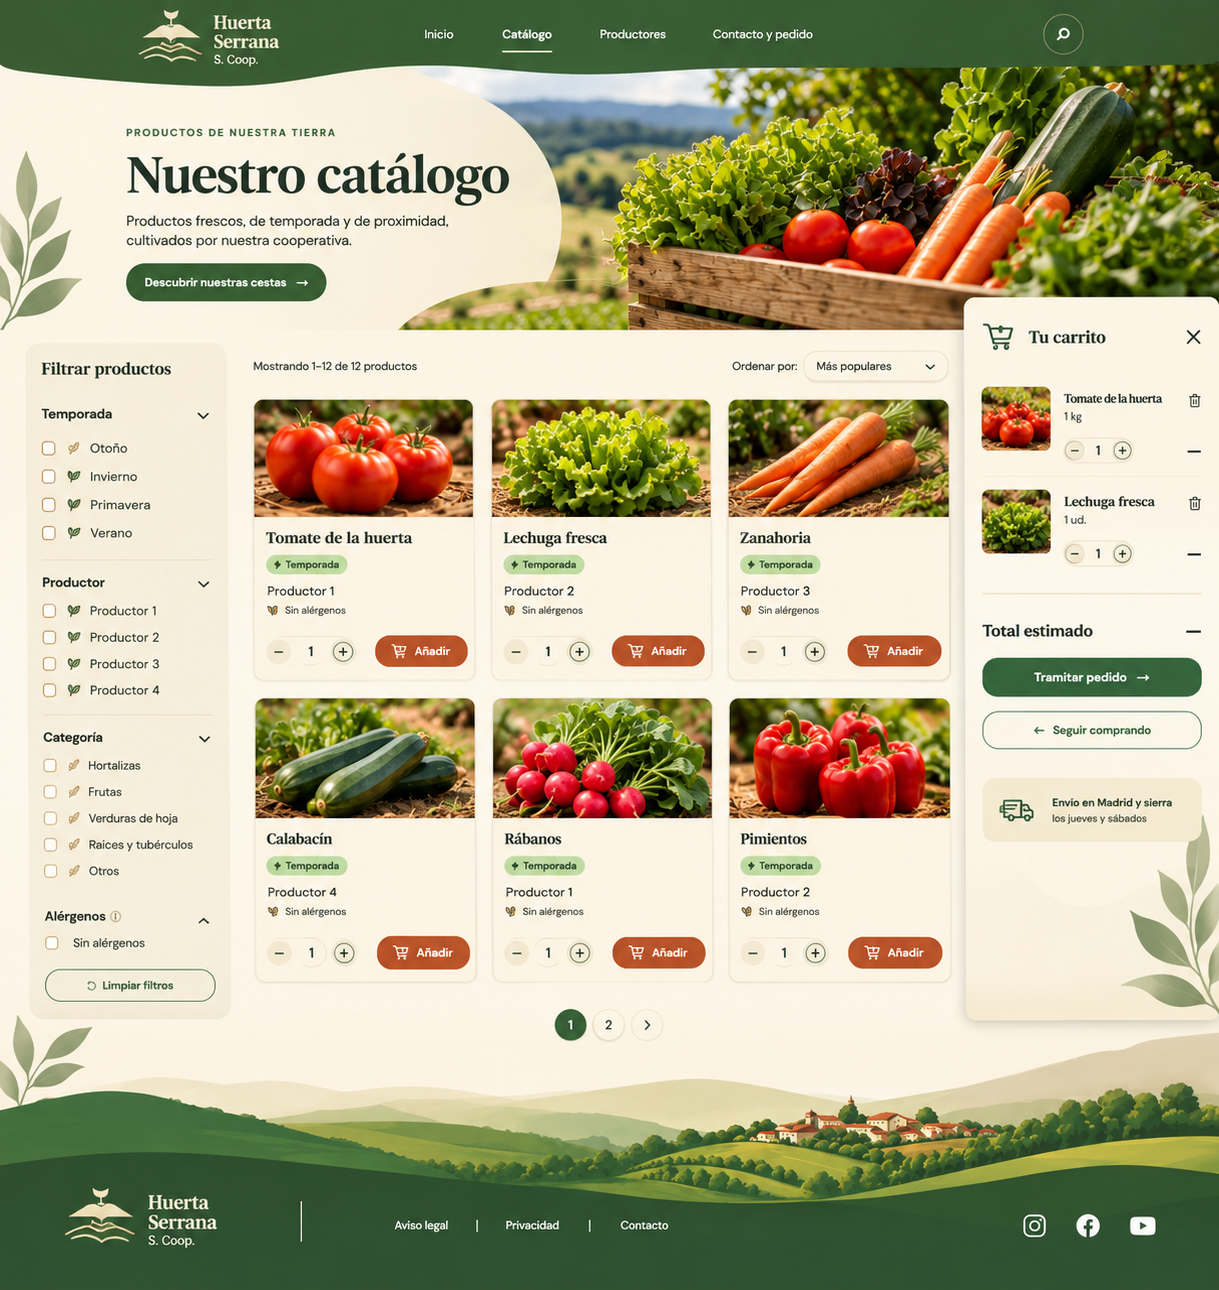 Huerta
Serrana
S. Coop.
Inicio
Catálogo
Productores
Contacto y pedido
PRODUCTOS DE NUESTRA TIERRA
Nuestro catálogo
Productos frescos, de temporada y de proximidad,
cultivados por nuestra cooperativa.
Descubrir nuestras cestas →
Filtrar productos
Temporada
Otoño
Invierno
Primavera
Verano
Productor
Productor 1
Productor 2
Productor 3
Productor 4
Categoría
Hortalizas
Frutas
Verduras de hoja
Raíces y tubérculos
Otros
Alérgenos
Sin alérgenos
Limpiar filtros
Mostrando 1–12 de 12 productos
Ordenar por: Más populares
Tomate de la huerta
Temporada
Productor 1
Sin alérgenos
− 1 + Añadir
Lechuga fresca
Temporada
Productor 2
Sin alérgenos
− 1 + Añadir
Zanahoria
Temporada
Productor 3
Sin alérgenos
− 1 + Añadir
Calabacín
Temporada
Productor 4
Sin alérgenos
− 1 + Añadir
Rábanos
Temporada
Productor 1
Sin alérgenos
− 1 + Añadir
Pimientos
Temporada
Productor 2
Sin alérgenos
− 1 + Añadir
1 2
Tu carrito
Tomate de la huerta
1 kg
− 1 + —
Lechuga fresca
1 ud.
− 1 + —
Total estimado —
Tramitar pedido →
← Seguir comprando
Envío en Madrid y sierra
los jueves y sábados
Huerta
Serrana
S. Coop.
Aviso legal | Privacidad | Contacto